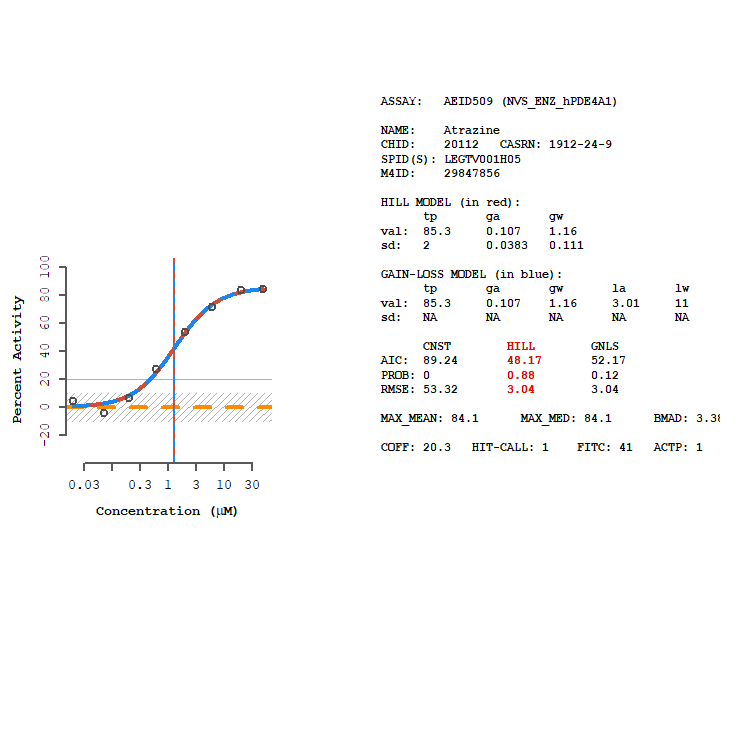 ASSAY: AEID509 (NVS_ENZ_hPDE4A1)
NAME: Atrazine
CHID: 20112 CASRN: 1912-24-9
SPID(S): LEGTV001H05
M4ID: 29847856
HILL MODEL (in red):
tp ga gw
val: 85.3 0.107 1.16
sd: 2 0.0383 0.111
GAIN-LOSS MODEL (in blue):
tp ga gw la lw
val: 85.3 0.107 1.16 3.01 11
sd: NA NA NA NA NA
CNST HILL GNLS
AIC: 89.24 48.17 52.17
PROB: 0 0.88 0.12
RMSE: 53.32 3.04 3.04
MAX_MEAN: 84.1 MAX_MED: 84.1 BMAD: 3.38
COFF: 20.3 HIT-CALL: 1 FITC: 41 ACTP: 1
Percent Activity
100
80
60
40
20
0
-20
0.03 0.3 1 3 10 30
Concentration (µM)